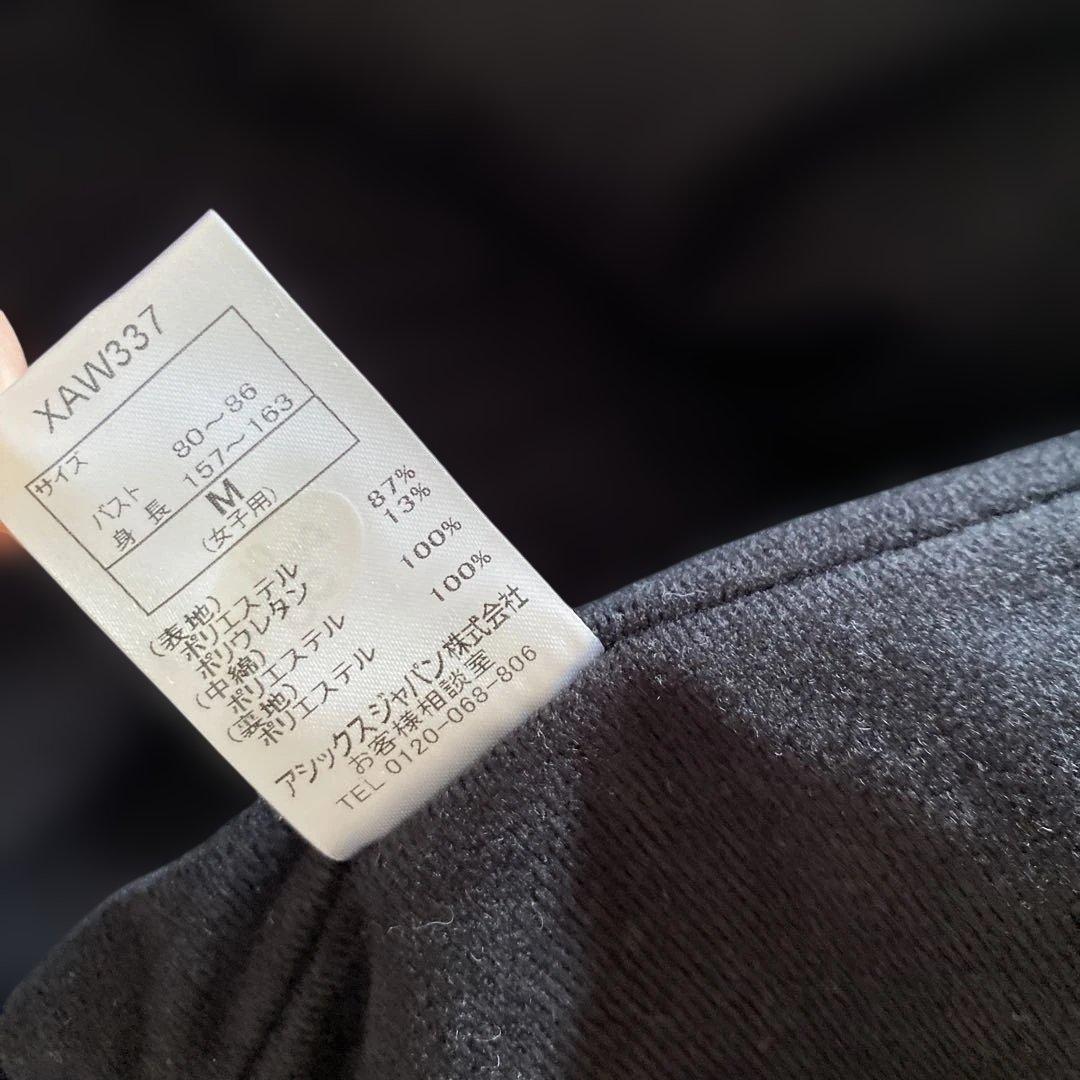 XAW337
サイズ
バスト 80～86
身長 157～163
M
(女子用)
(表地)
ポリエステル 87%
ポリウレタン 13%
(中綿)
ポリエステル 100%
(裏地)
ポリエステル 100%
アシックスジャパン株式会社
お客様相談室
TEL 0120-068-806